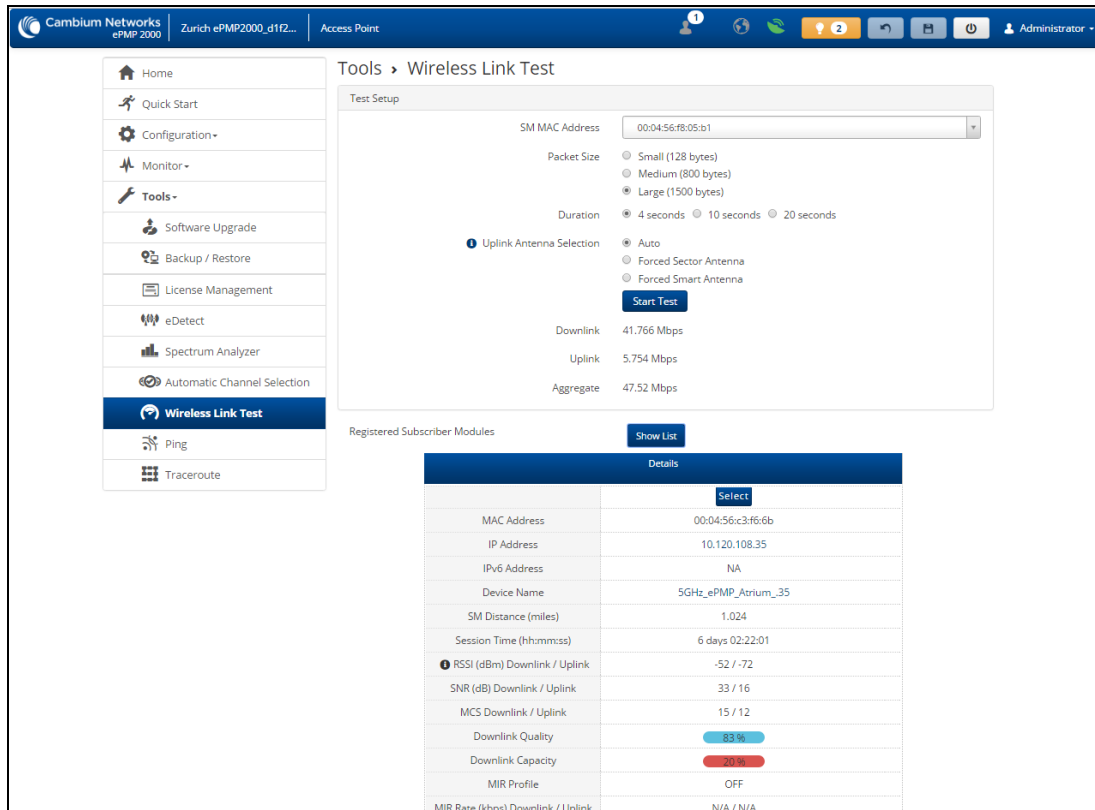 Cambium Networks
ePMP 2000
Zurich ePMP2000_d1f2...
Access Point
1
2
Administrator
Home
Quick Start
Configuration
Monitor
Tools
Software Upgrade
Backup / Restore
License Management
eDetect
Spectrum Analyzer
Automatic Channel Selection
Wireless Link Test
Ping
Traceroute
Tools › Wireless Link Test
Test Setup
SM MAC Address 00:04:56:f8:05:b1
Packet Size Small (128 bytes)
Medium (800 bytes)
Large (1500 bytes)
Duration 4 seconds 10 seconds 20 seconds
Uplink Antenna Selection Auto
Forced Sector Antenna
Forced Smart Antenna
Start Test
Downlink 41.766 Mbps
Uplink 5.754 Mbps
Aggregate 47.52 Mbps
Registered Subscriber Modules Show List
Details
Select
MAC Address 00:04:56:c3:f6:6b
IP Address 10.120.108.35
IPv6 Address NA
Device Name 5GHz_ePMP_Atrium_.35
SM Distance (miles) 1.024
Session Time (hh:mm:ss) 6 days 02:22:01
RSSI (dBm) Downlink / Uplink -52 / -72
SNR (dB) Downlink / Uplink 33 / 16
MCS Downlink / Uplink 15 / 12
Downlink Quality 83 %
Downlink Capacity 20 %
MIR Profile OFF
MIR Rate (kbps) Downlink / Uplink N/A / N/A